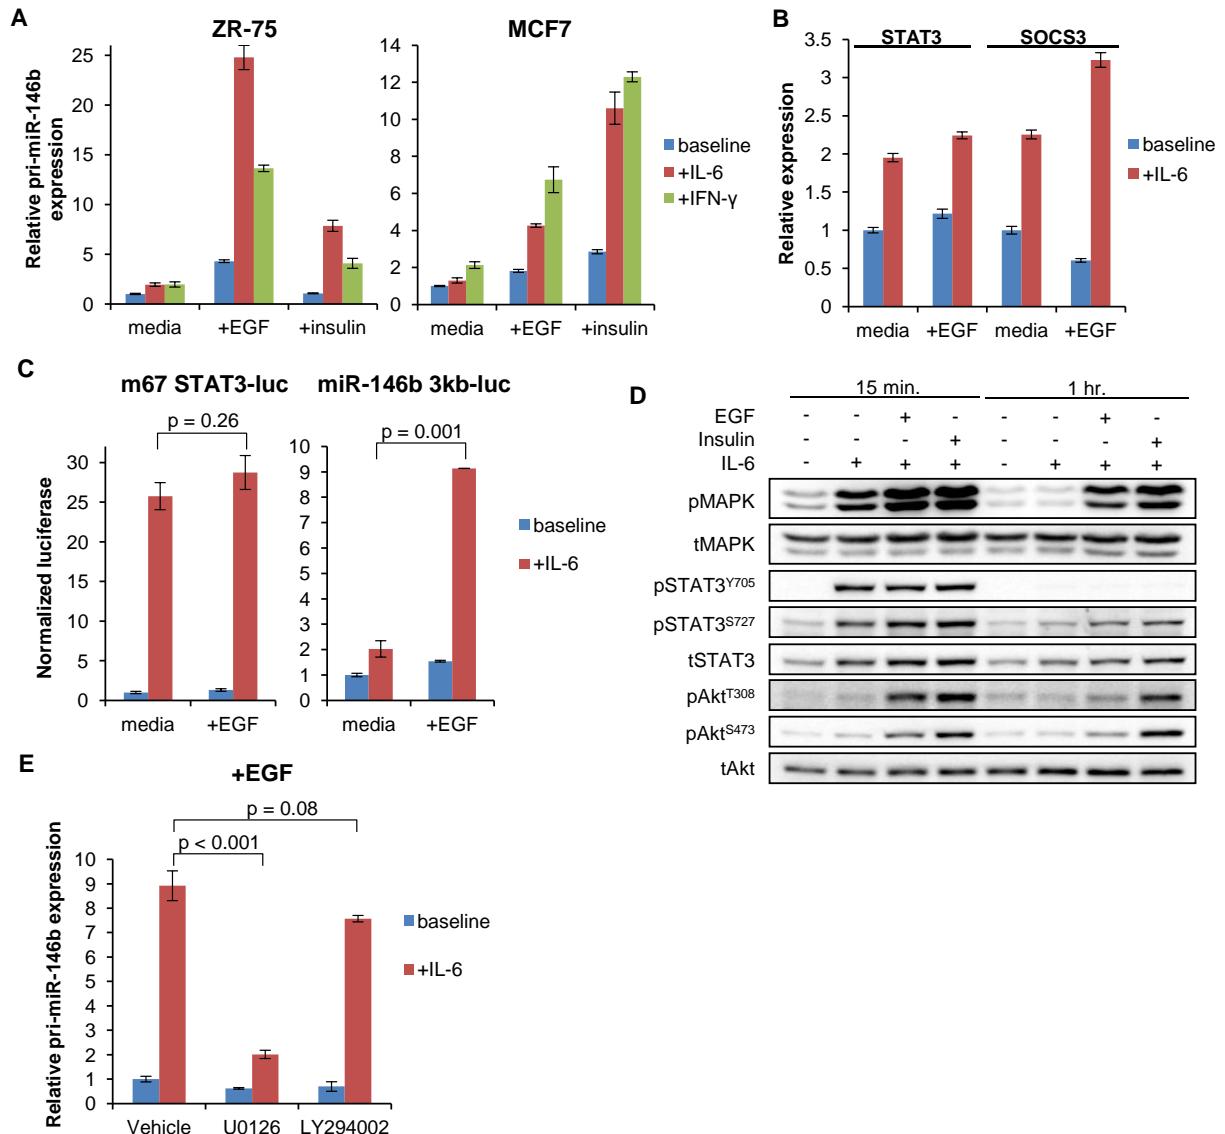 A
ZR-75
MCF7
Relative pri-miR-146b
expression
25
20
15
10
5
0
media
+EGF
+insulin
14
12
10
8
6
4
2
0
media
+EGF
+insulin
baseline
+IL-6
+IFN-γ
B
STAT3
SOCS3
Relative expression
3.5
3
2.5
2
1.5
1
0.5
0
media
+EGF
media
+EGF
baseline
+IL-6
C
m67 STAT3-luc
miR-146b 3kb-luc
p = 0.26
p = 0.001
Normalized luciferase
30
25
20
15
10
5
0
media
+EGF
10
9
8
7
6
5
4
3
2
1
0
media
+EGF
baseline
+IL-6
D
15 min.
1 hr.
EGF - - + - - - + -
Insulin - - - + - - - +
IL-6 - + + + - + + +
pMAPK
tMAPK
pSTAT3Y705
pSTAT3S727
tSTAT3
pAktT308
pAktS473
tAkt
E
+EGF
p = 0.08
p < 0.001
Relative pri-miR-146b expression
10
9
8
7
6
5
4
3
2
1
0
Vehicle
U0126
LY294002
baseline
+IL-6